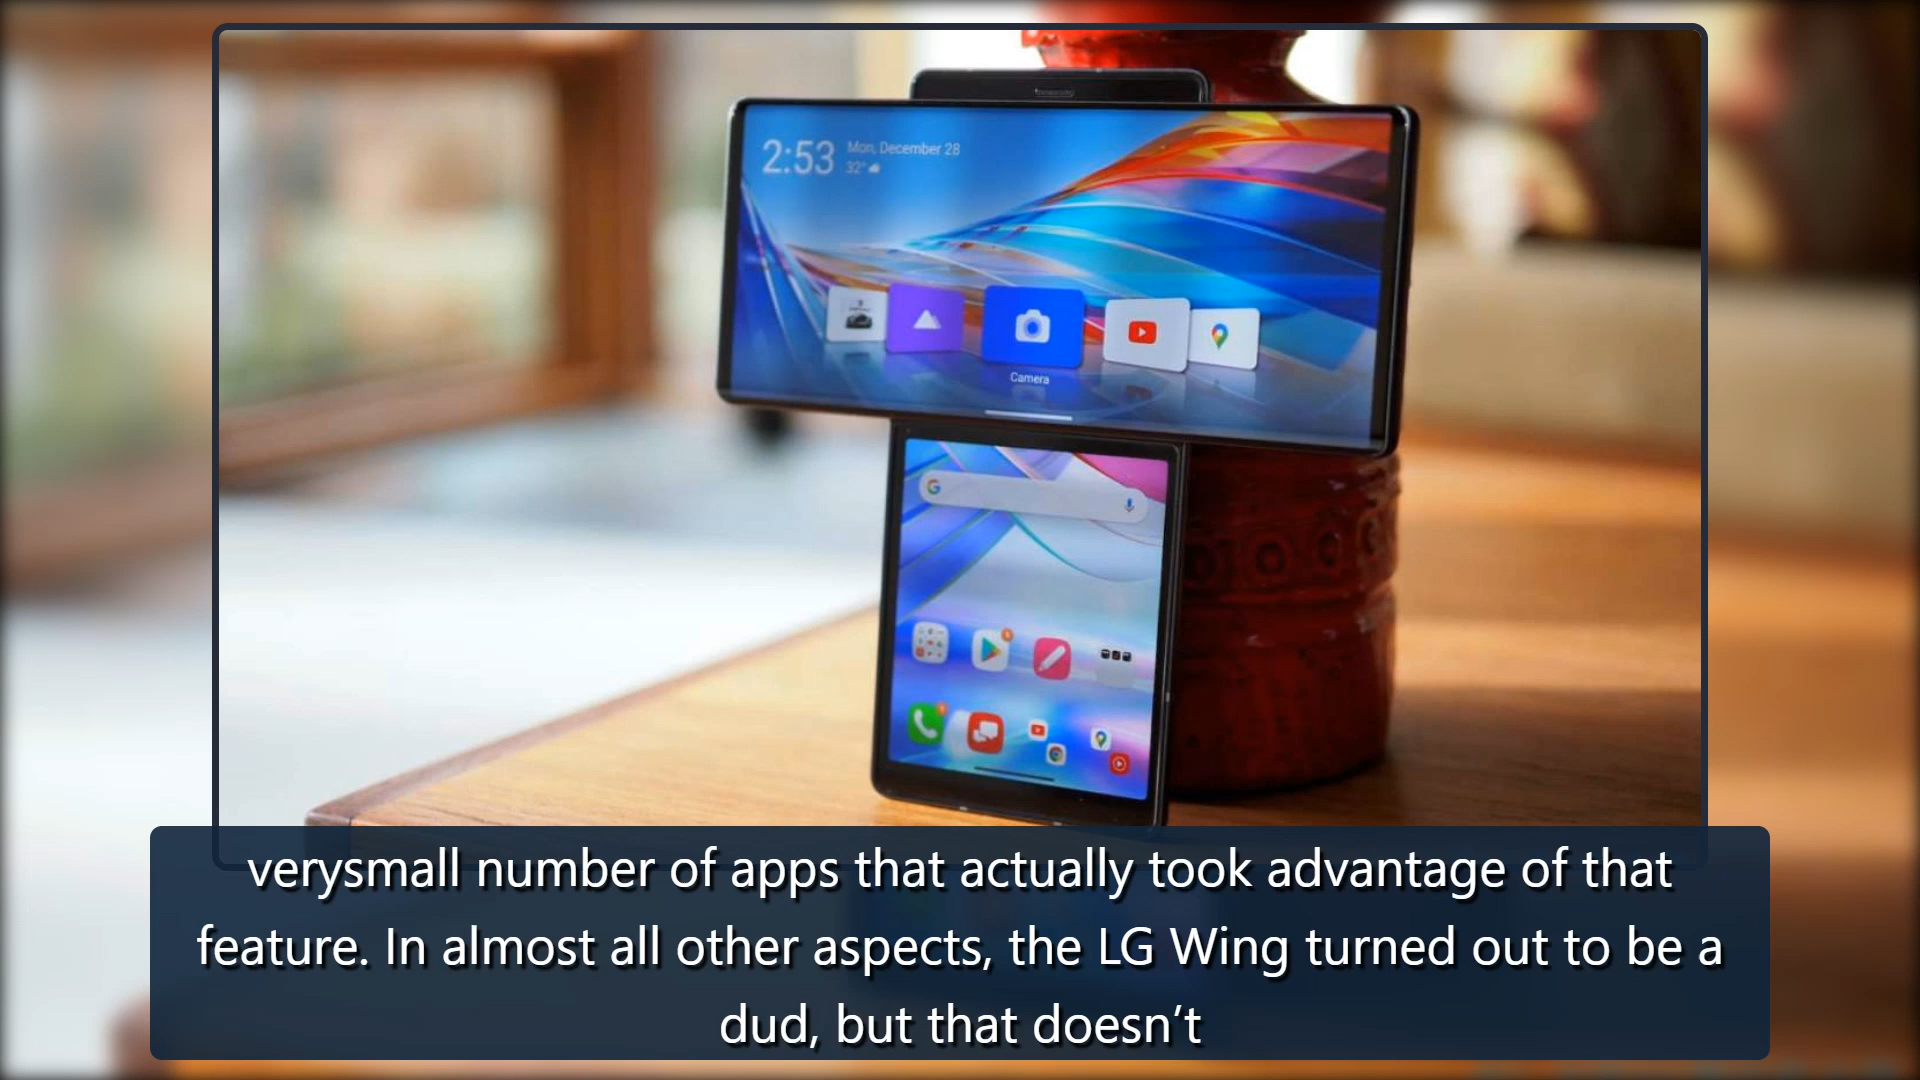 2:53
Mon, December 28
32°
Camera
G
verysmall number of apps that actually took advantage of that
feature. In almost all other aspects, the LG Wing turned out to be a
dud, but that doesn’t